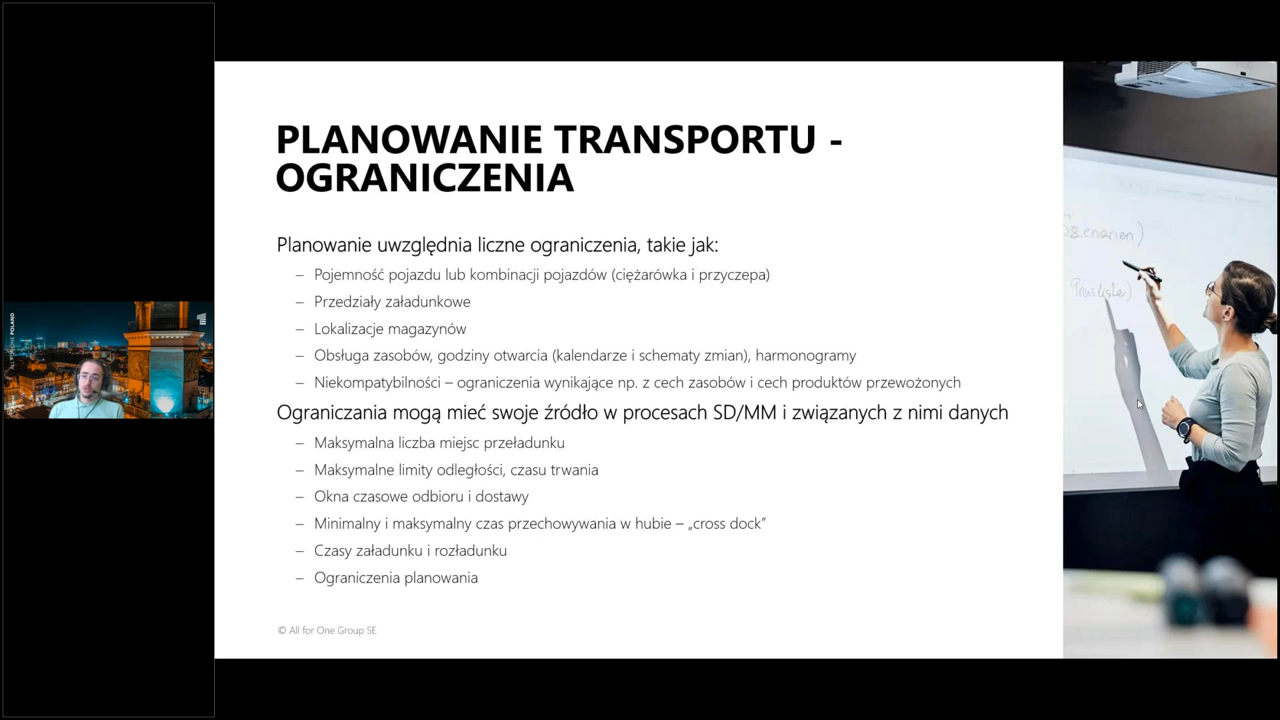 PLANOWANIE TRANSPORTU -
OGRANICZENIA
Planowanie uwzględnia liczne ograniczenia, takie jak:
– Pojemność pojazdu lub kombinacji pojazdów (ciężarówka i przyczepa)
– Przedziały załadunkowe
– Lokalizacje magazynów
– Obsługa zasobów, godziny otwarcia (kalendarze i schematy zmian), harmonogramy
– Niekompatybilności – ograniczenia wynikające np. z cech zasobów i cech produktów przewożonych
Ograniczania mogą mieć swoje źródło w procesach SD/MM i związanych z nimi danych
– Maksymalna liczba miejsc przeładunku
– Maksymalne limity odległości, czasu trwania
– Okna czasowe odbioru i dostawy
– Minimalny i maksymalny czas przechowywania w hubie – „cross dock”
– Czasy załadunku i rozładunku
– Ograniczenia planowania
© All for One Group SE
POLAND
Szenarien)